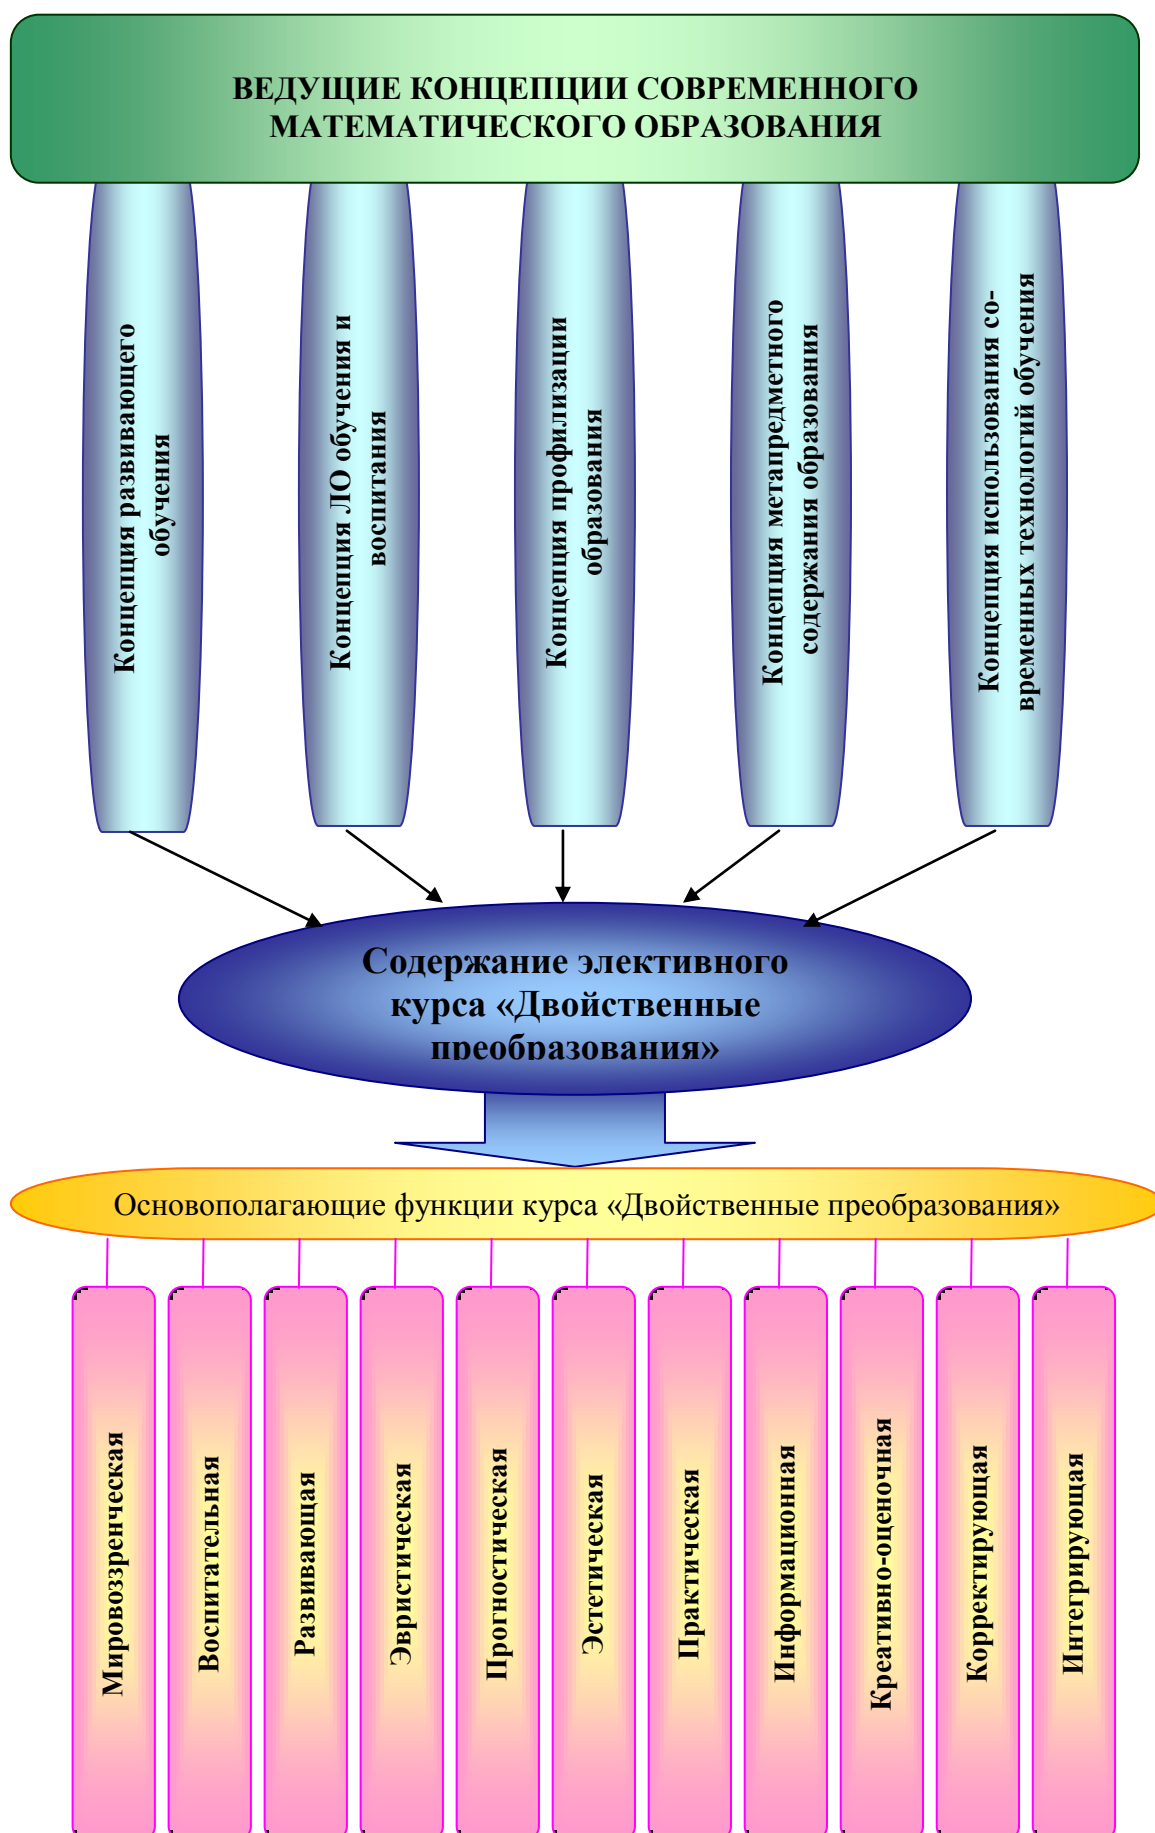 ВЕДУЩИЕ КОНЦЕПЦИИ СОВРЕМЕННОГО
МАТЕМАТИЧЕСКОГО ОБРАЗОВАНИЯ
Концепция развивающего
обучения
Концепция ЛО обучения и
воспитания
Концепция профилизации
образования
Концепция метапредметного
содержания образования
Концепция использования со-
временных технологий обучения
Содержание элективного
курса «Двойственные
преобразования»
Основополагающие функции курса «Двойственные преобразования»
Мировоззренческая
Воспитательная
Развивающая
Эвристическая
Прогностическая
Эстетическая
Практическая
Информационная
Креативно-оценочная
Корректирующая
Интегрирующая